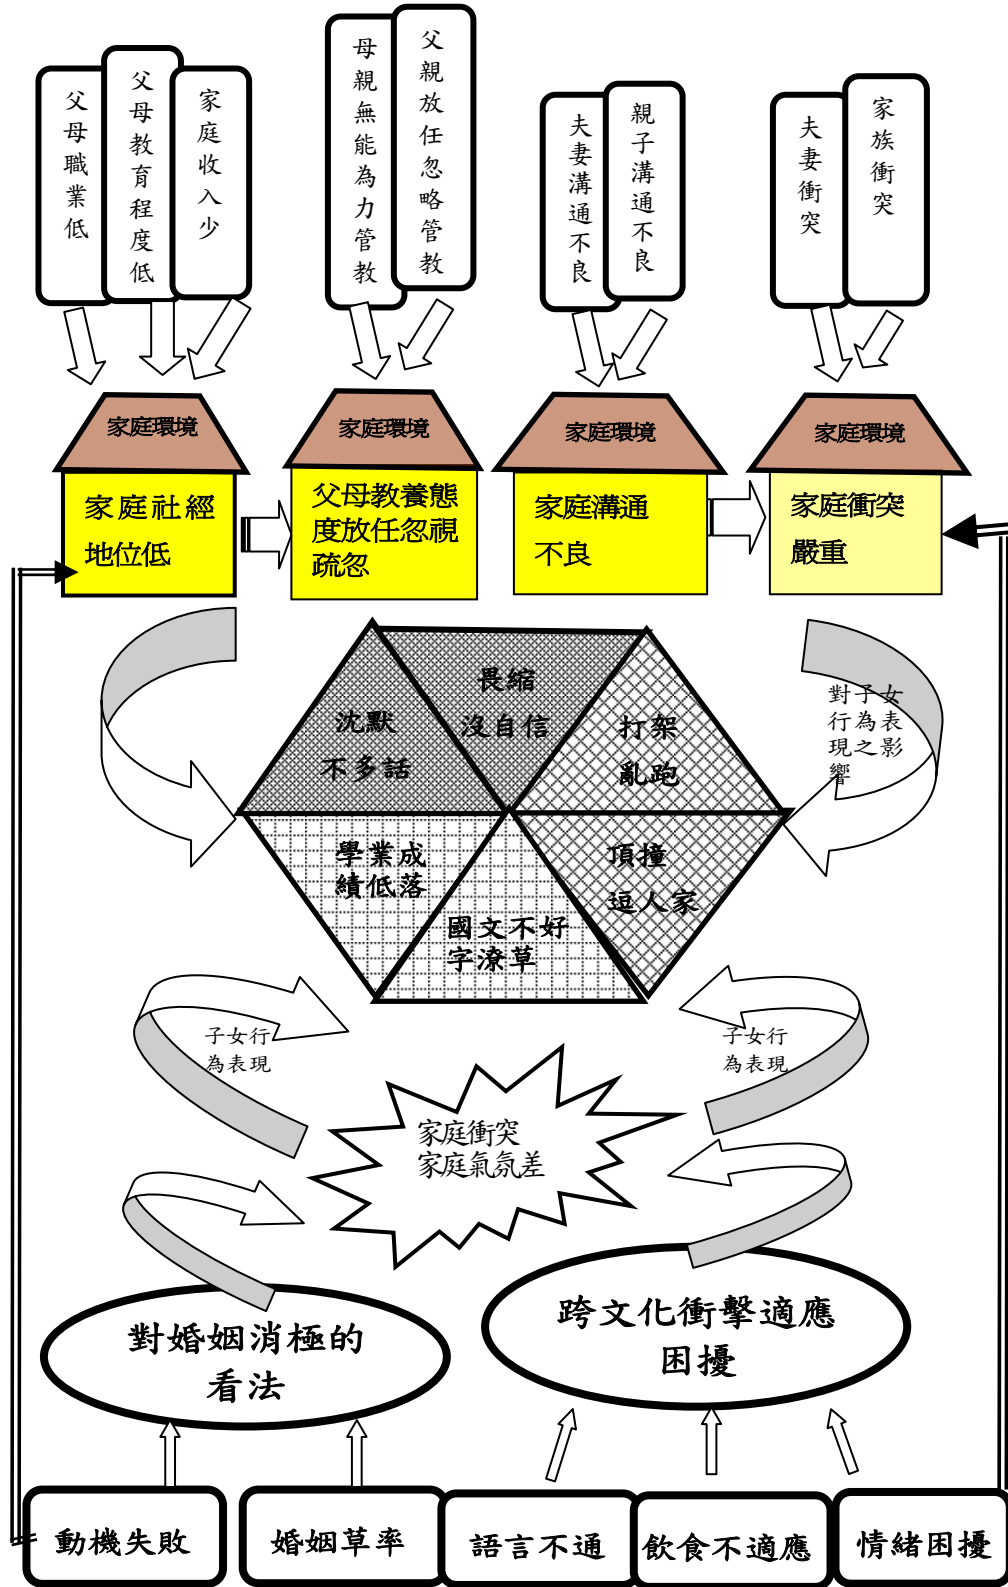 父母職業低
父母教育程度低
家庭收入少
母親無能為力管教
父親放任忽略管教
夫妻溝通不良
親子溝通不良
夫妻衝突
家族衝突
家庭環境
家庭環境
家庭環境
家庭環境
家庭社經
地位低
父母教養態
度放任忽視
疏忽
家庭溝通
不良
家庭衝突
嚴重
對子女
行為表
現之影
響
沈默
不多話
畏縮
沒自信
打架
亂跑
學業成
績低落
國文不好
字潦草
頂撞
逗人家
子女行
為表現
子女行
為表現
家庭衝突
家庭氣氛差
對婚姻消極的
看法
跨文化衝擊適應
困擾
動機失敗
婚姻草率
語言不通
飲食不適應
情緒困擾